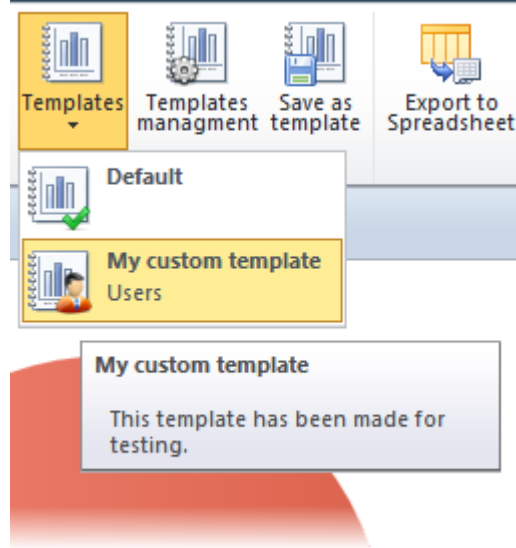 Templates
Templates
managment
Save as
template
Export to
Spreadsheet
Default
My custom template
Users
My custom template
This template has been made for
testing.